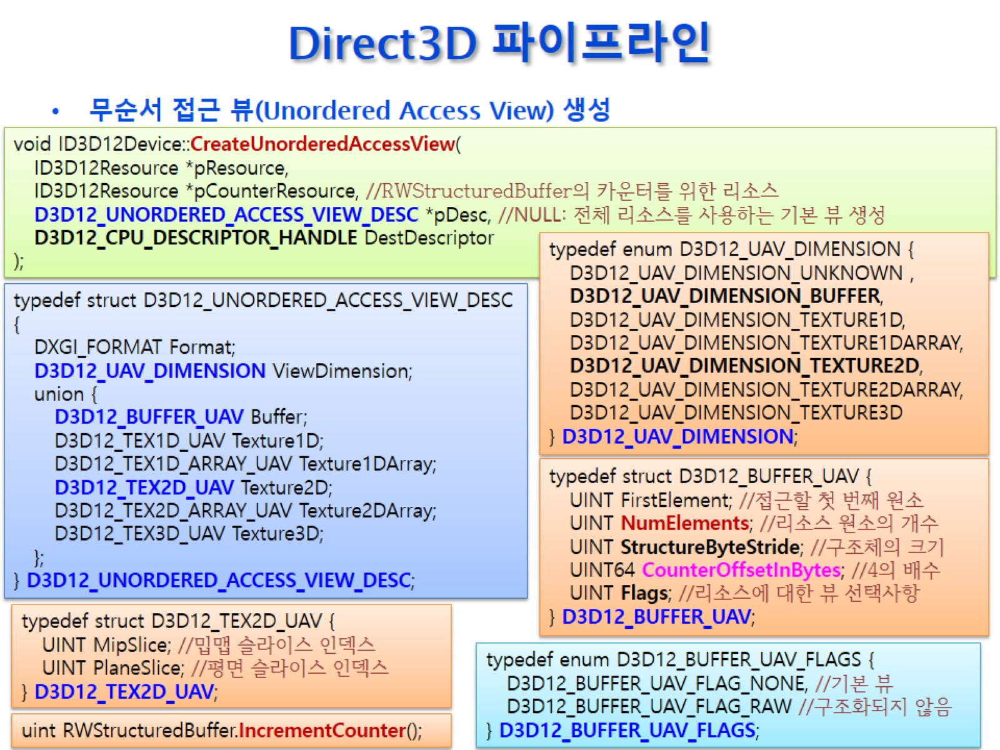 Direct3D 파이프라인
• 무순서 접근 뷰(Unordered Access View) 생성
void ID3D12Device::CreateUnorderedAccessView(
ID3D12Resource *pResource,
ID3D12Resource *pCounterResource, //RWStructuredBuffer의 카운터를 위한 리소스
D3D12_UNORDERED_ACCESS_VIEW_DESC *pDesc, //NULL: 전체 리소스를 사용하는 기본 뷰 생성
D3D12_CPU_DESCRIPTOR_HANDLE DestDescriptor
);
typedef struct D3D12_UNORDERED_ACCESS_VIEW_DESC
{
DXGI_FORMAT Format;
D3D12_UAV_DIMENSION ViewDimension;
union {
D3D12_BUFFER_UAV Buffer;
D3D12_TEX1D_UAV Texture1D;
D3D12_TEX1D_ARRAY_UAV Texture1DArray;
D3D12_TEX2D_UAV Texture2D;
D3D12_TEX2D_ARRAY_UAV Texture2DArray;
D3D12_TEX3D_UAV Texture3D;
};
} D3D12_UNORDERED_ACCESS_VIEW_DESC;
typedef enum D3D12_UAV_DIMENSION {
D3D12_UAV_DIMENSION_UNKNOWN ,
D3D12_UAV_DIMENSION_BUFFER,
D3D12_UAV_DIMENSION_TEXTURE1D,
D3D12_UAV_DIMENSION_TEXTURE1DARRAY,
D3D12_UAV_DIMENSION_TEXTURE2D,
D3D12_UAV_DIMENSION_TEXTURE2DARRAY,
D3D12_UAV_DIMENSION_TEXTURE3D
} D3D12_UAV_DIMENSION;
typedef struct D3D12_BUFFER_UAV {
UINT FirstElement; //접근할 첫 번째 원소
UINT NumElements; //리소스 원소의 개수
UINT StructureByteStride; //구조체의 크기
UINT64 CounterOffsetInBytes; //4의 배수
UINT Flags; //리소스에 대한 뷰 선택사항
} D3D12_BUFFER_UAV;
typedef struct D3D12_TEX2D_UAV {
UINT MipSlice; //밉맵 슬라이스 인덱스
UINT PlaneSlice; //평면 슬라이스 인덱스
} D3D12_TEX2D_UAV;
uint RWStructuredBuffer.IncrementCounter();
typedef enum D3D12_BUFFER_UAV_FLAGS {
D3D12_BUFFER_UAV_FLAG_NONE, //기본 뷰
D3D12_BUFFER_UAV_FLAG_RAW //구조화되지 않음
} D3D12_BUFFER_UAV_FLAGS;